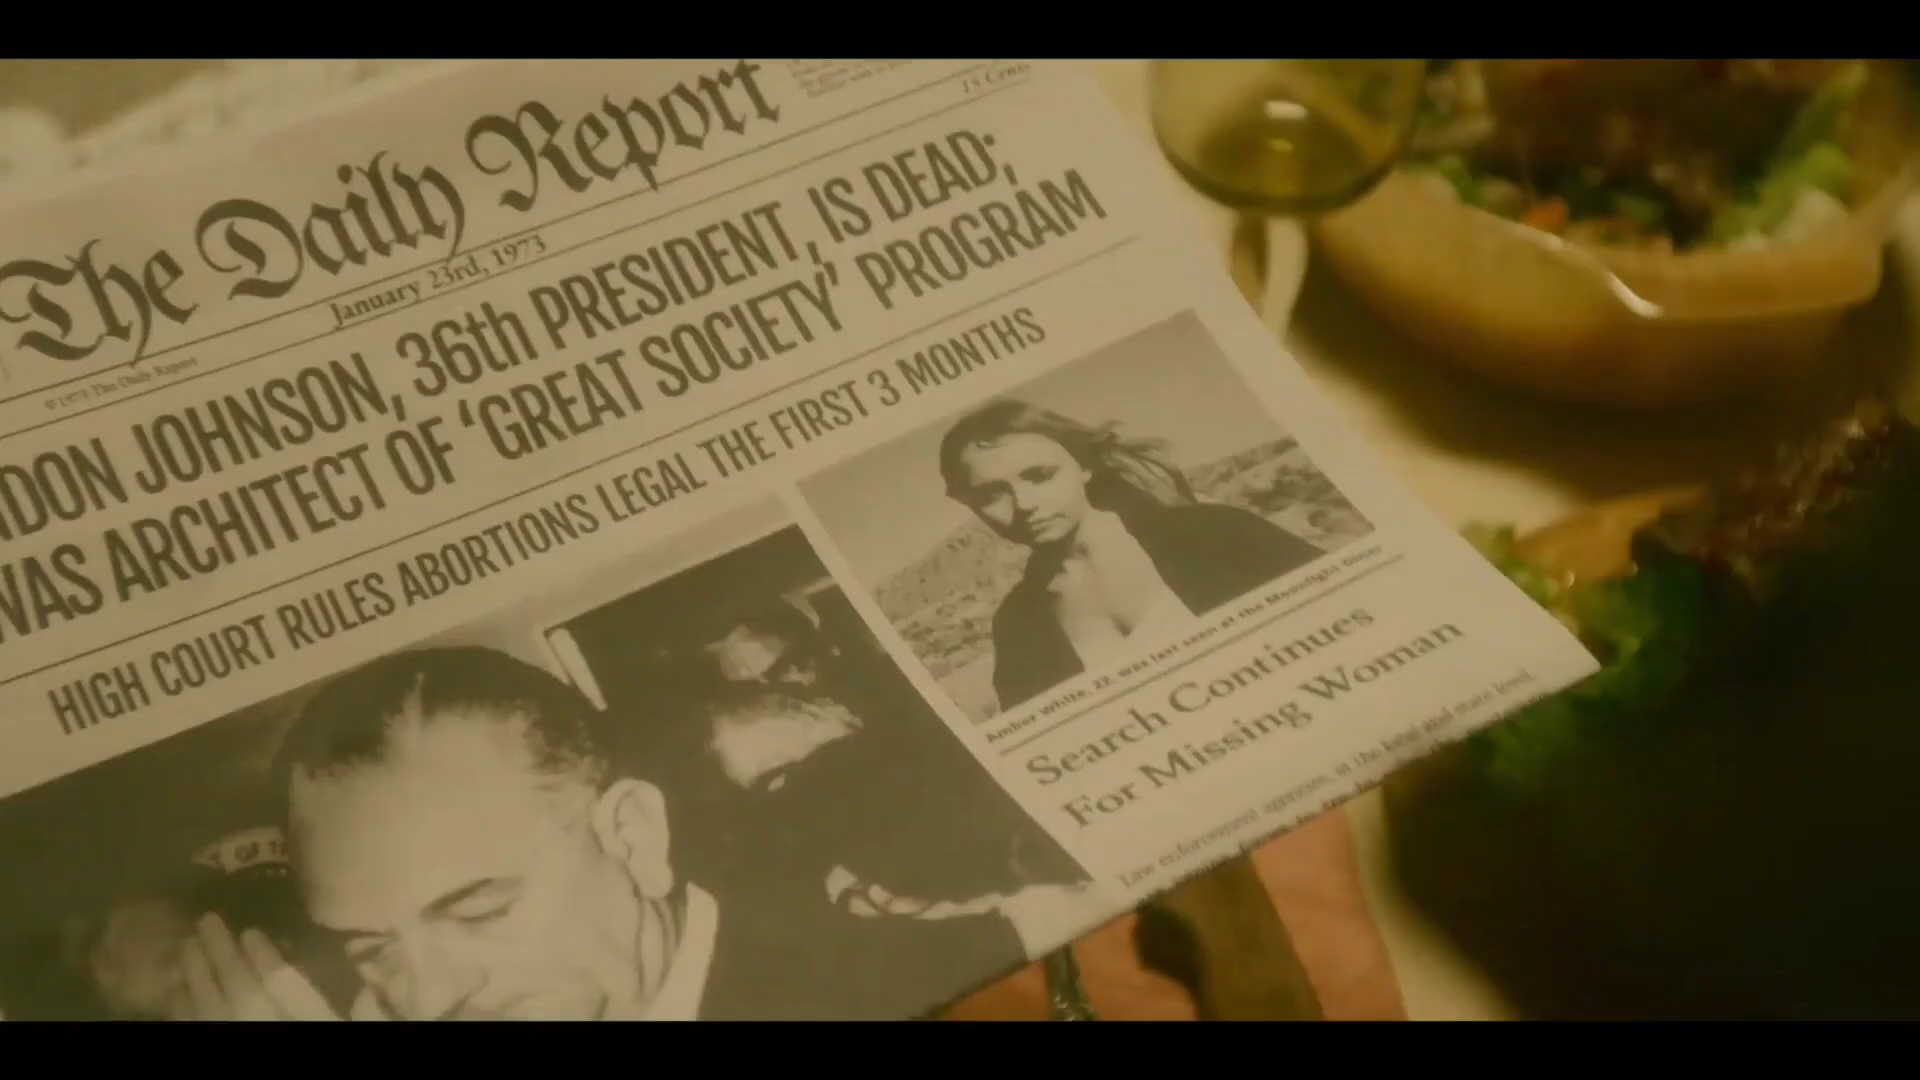 The Daily Report
15 Cents
January 23rd, 1973
©1973 The Daily Report
NDON JOHNSON, 36th PRESIDENT, IS DEAD;
WAS ARCHITECT OF ‘GREAT SOCIETY’ PROGRAM
HIGH COURT RULES ABORTIONS LEGAL THE FIRST 3 MONTHS
Amber White, 22, was last seen at the Moonlight Diner
Search Continues
For Missing Woman
Law enforcement agencies, at the local and state level,